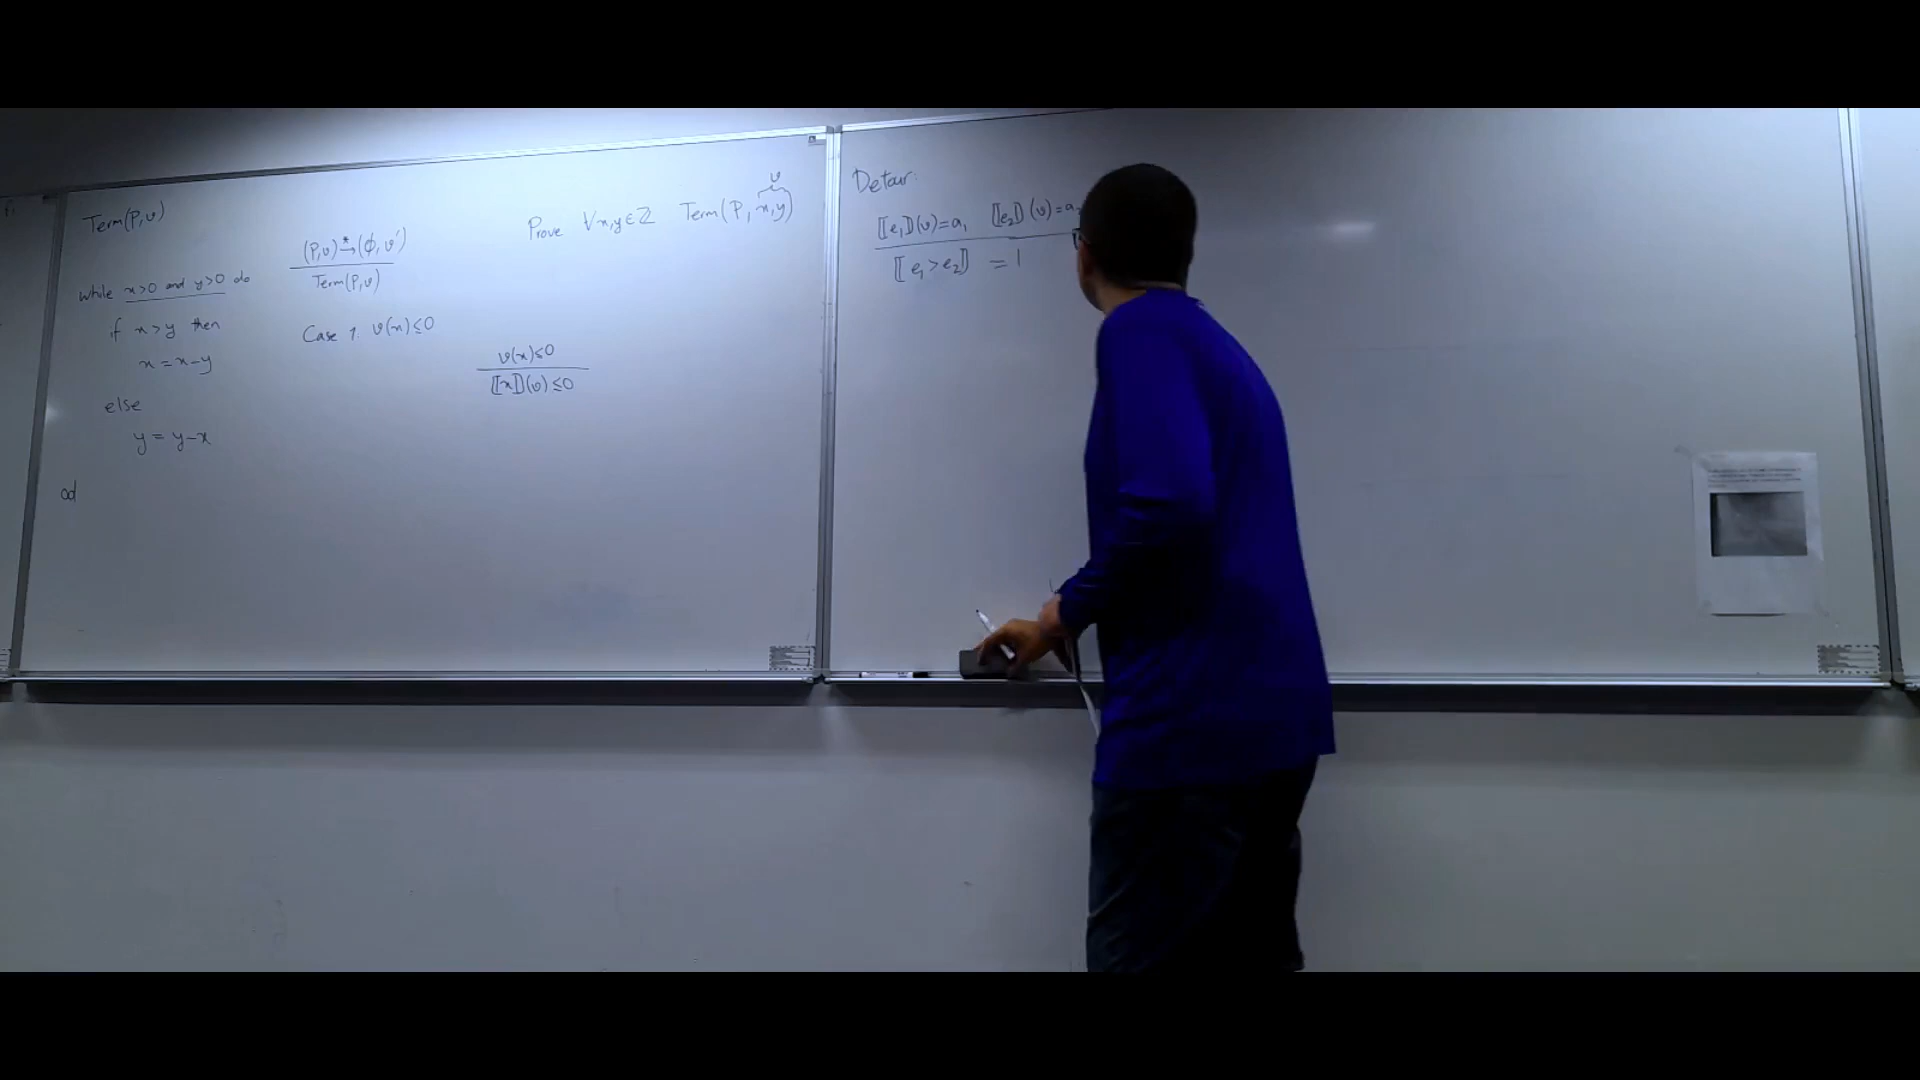 Term(P,v)
(P,v) →* (ϕ,v')
Term(P,v)
while x>0 and y>0 do
if x>y then
x = x-y
else
y = y-x
od
Case 1. v(x)≤0
v(x)≤0
⟦x⟧(v)≤0
v
Prove ∀x,y∈ℤ Term(P, x,y)
Detour:
⟦e₁⟧(v)=a₁ ⟦e₂⟧(v)=a₂
⟦e₁>e₂⟧ = 1